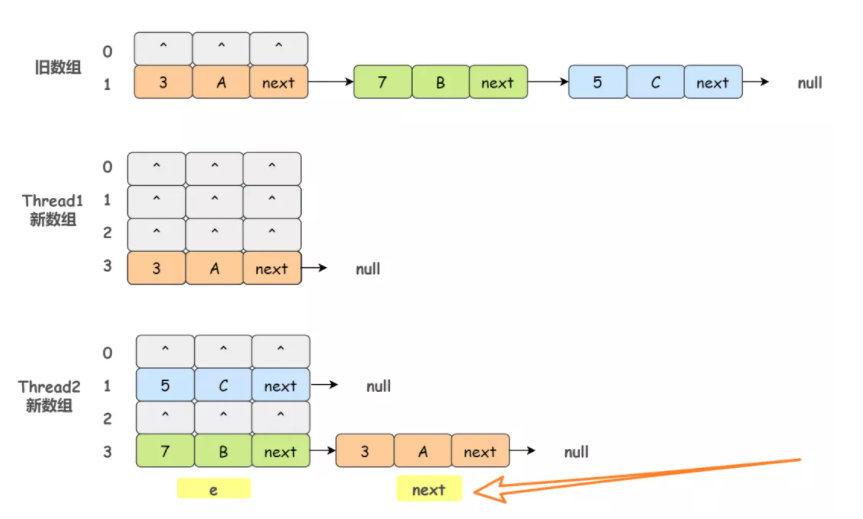 旧数组
0 ^ ^ ^
1 3 A next 7 B next 5 C next null
Thread1
新数组
0 ^ ^ ^
1 ^ ^ ^
2 ^ ^ ^
3 3 A next null
Thread2
新数组
0 ^ ^ ^
1 5 C next null
2 ^ ^ ^
3 7 B next 3 A next null
e next